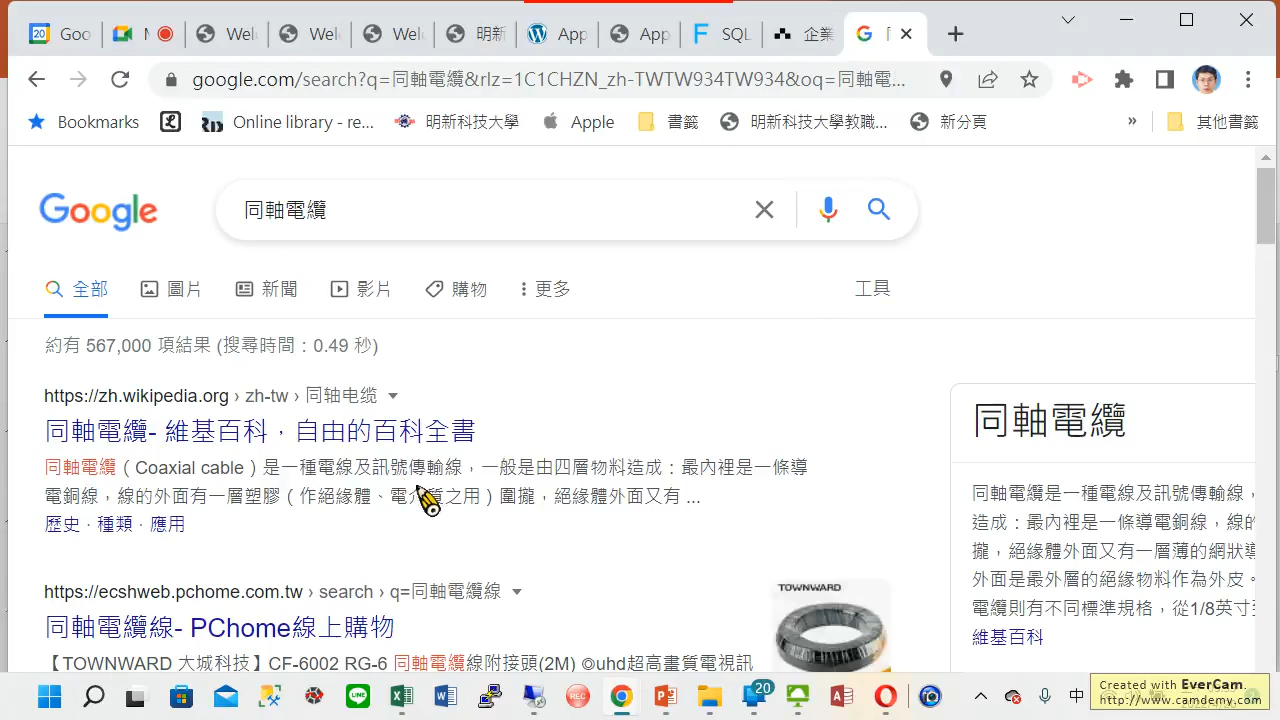 Goo
Wel
Wel
Wel
明新
App
App
SQL
企業
google.com/search?q=同軸電纜&rlz=1C1CHZN_zh-TWTW934TW934&oq=同軸電...
Bookmarks
Online library - re...
明新科技大學
Apple
書籤
明新科技大學教職...
新分頁
»
其他書籤
Google
同軸電纜
全部
圖片
新聞
影片
購物
更多
工具
約有 567,000 項結果 (搜尋時間：0.49 秒)
https://zh.wikipedia.org › zh-tw › 同轴电缆
同軸電纜- 維基百科，自由的百科全書
同軸電纜（Coaxial cable）是一種電線及訊號傳輸線，一般是由四層物料造成：最內裡是一條導
電銅線，線的外面有一層塑膠（作絕緣體、電介質之用）圍攏，絕緣體外面又有 ...
歷史 · 種類 · 應用
https://ecshweb.pchome.com.tw › search › q=同軸電纜線
同軸電纜線- PChome線上購物
【TOWNWARD 大城科技】CF-6002 RG-6 同軸電纜線附接頭(2M) ◎uhd超高畫質電視訊
TOWNWARD
同軸電纜
同軸電纜是一種電線及訊號傳輸線，
造成：最內裡是一條導電銅線，線的
攏，絕緣體外面又有一層薄的網狀導
外面是最外層的絕緣物料作為外皮。
電纜則有不同標準規格，從1/8英寸至
維基百科
LINE
REC
20
中
Created with EverCam.
http://www.camdemy.com